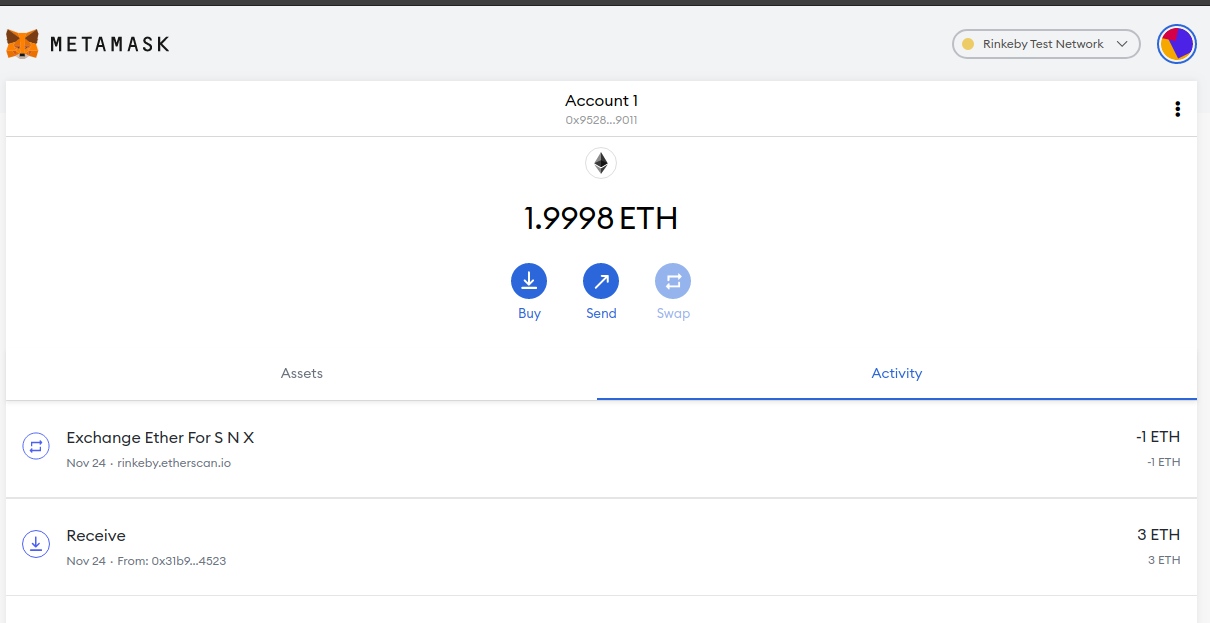 METAMASK
Rinkeby Test Network
Account 1
0x9528...9011
1.9998 ETH
Buy Send Swap
Assets Activity
Exchange Ether For S N X -1 ETH
Nov 24 · rinkeby.etherscan.io -1 ETH
Receive 3 ETH
Nov 24 · From: 0x31b9...4523 3 ETH